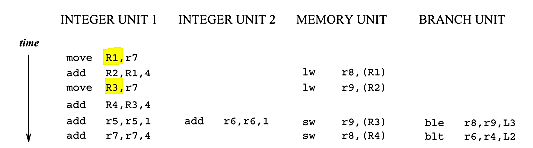 INTEGER UNIT 1 INTEGER UNIT 2 MEMORY UNIT BRANCH UNIT
time
move R1,r7
add R2,R1,4 lw r8,(R1)
move R3,r7 lw r9,(R2)
add R4,R3,4
add r5,r5,1 add r6,r6,1 sw r9,(R3) ble r8,r9,L3
add r7,r7,4 sw r8,(R4) blt r6,r4,L2